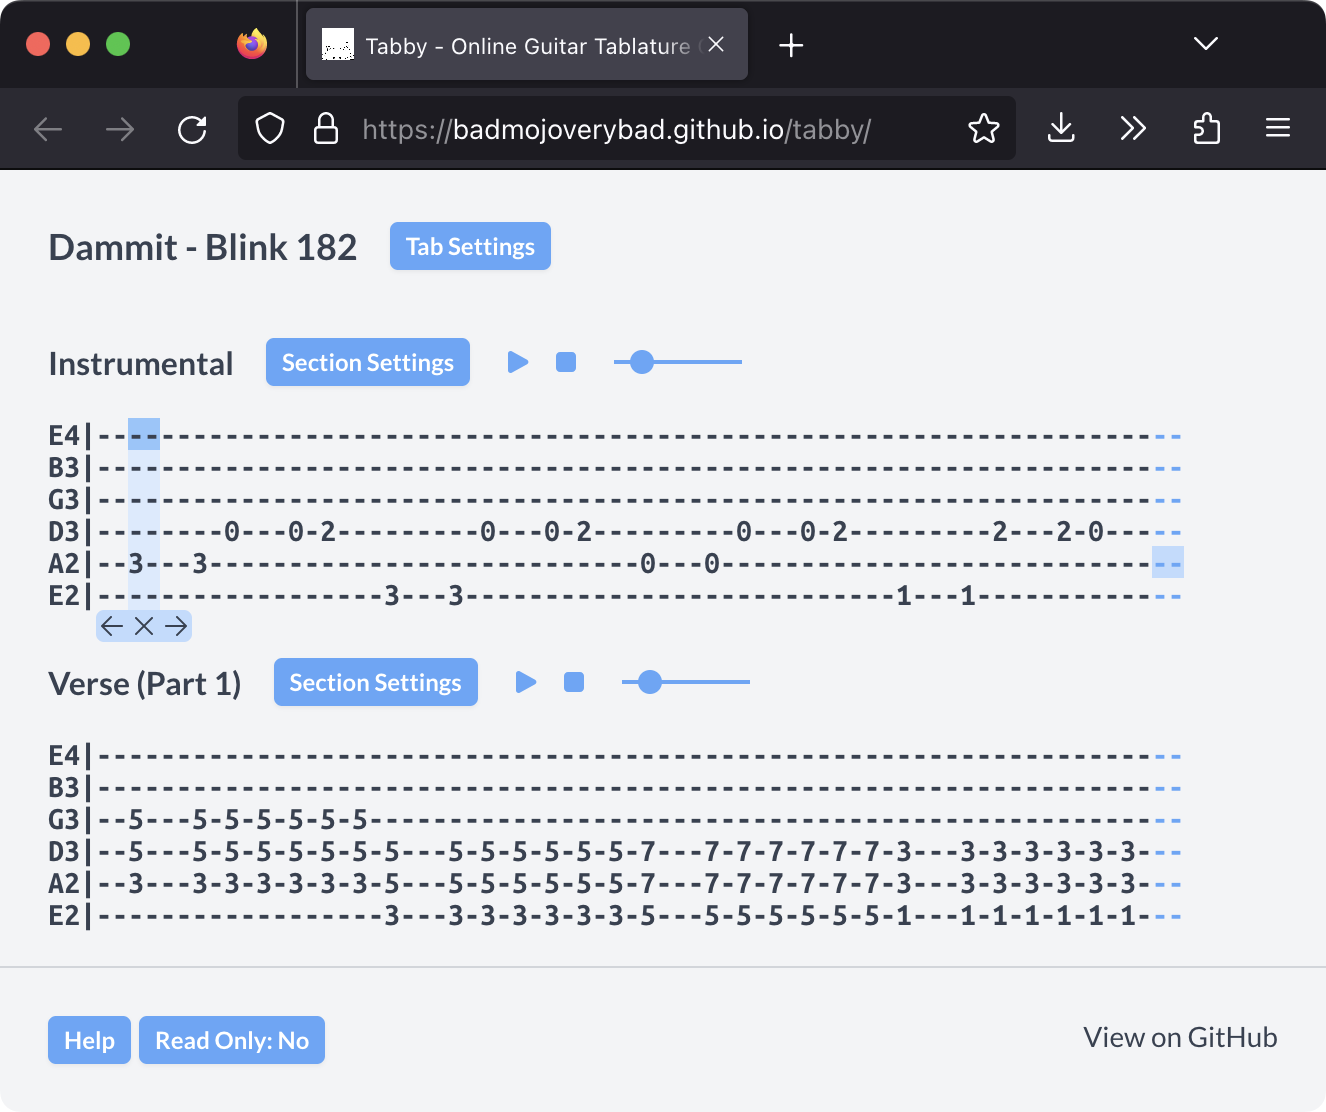 Tabby - Online Guitar Tablature
https://badmojoverybad.github.io/tabby/
Dammit - Blink 182 Tab Settings
Instrumental Section Settings
E4|--------------------------------------------------------------------
B3|--------------------------------------------------------------------
G3|--------------------------------------------------------------------
D3|--------0---0-2---------0---0-2---------0---0-2---------2---2-0-----
A2|--3---3---------------------------0---0-----------------------------
E2|------------------3---3---------------------------1---1-------------
Verse (Part 1) Section Settings
E4|--------------------------------------------------------------------
B3|--------------------------------------------------------------------
G3|--5---5-5-5-5-5-5---------------------------------------------------
D3|--5---5-5-5-5-5-5-5---5-5-5-5-5-5-7---7-7-7-7-7-7-3---3-3-3-3-3-3---
A2|--3---3-3-3-3-3-3-5---5-5-5-5-5-5-7---7-7-7-7-7-7-3---3-3-3-3-3-3---
E2|------------------3---3-3-3-3-3-3-5---5-5-5-5-5-5-1---1-1-1-1-1-1---
Help Read Only: No View on GitHub